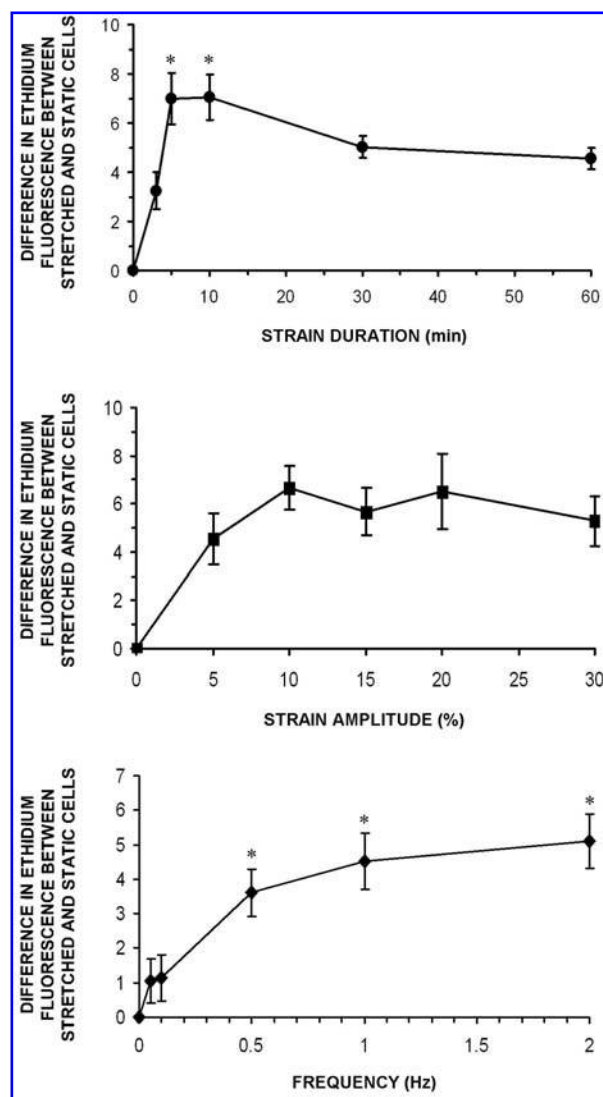 DIFFERENCE IN ETHIDIUM
FLUORESCENCE BETWEEN
STRETCHED AND STATIC CELLS
10
8
6
4
2
0
* *
0 10 20 30 40 50 60
STRAIN DURATION (min)
DIFFERENCE IN ETHIDIUM
FLUORESCENCE BETWEEN
STRETCHED AND STATIC CELLS
10
8
6
4
2
0
0 5 10 15 20 25 30
STRAIN AMPLITUDE (%)
DIFFERENCE IN ETHIDIUM
FLUORESCENCE BETWEEN
STRETCHED AND STATIC CELLS
7
6
5
4
3
2
1
0
* * *
0 0.5 1 1.5 2
FREQUENCY (Hz)